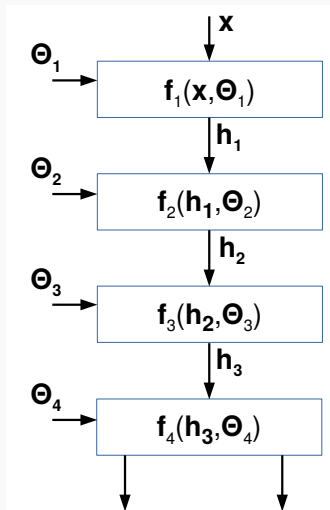 x
Θ₁
f₁(x,Θ₁)
h₁
Θ₂
f₂(h₁,Θ₂)
h₂
Θ₃
f₃(h₂,Θ₃)
h₃
Θ₄
f₄(h₃,Θ₄)